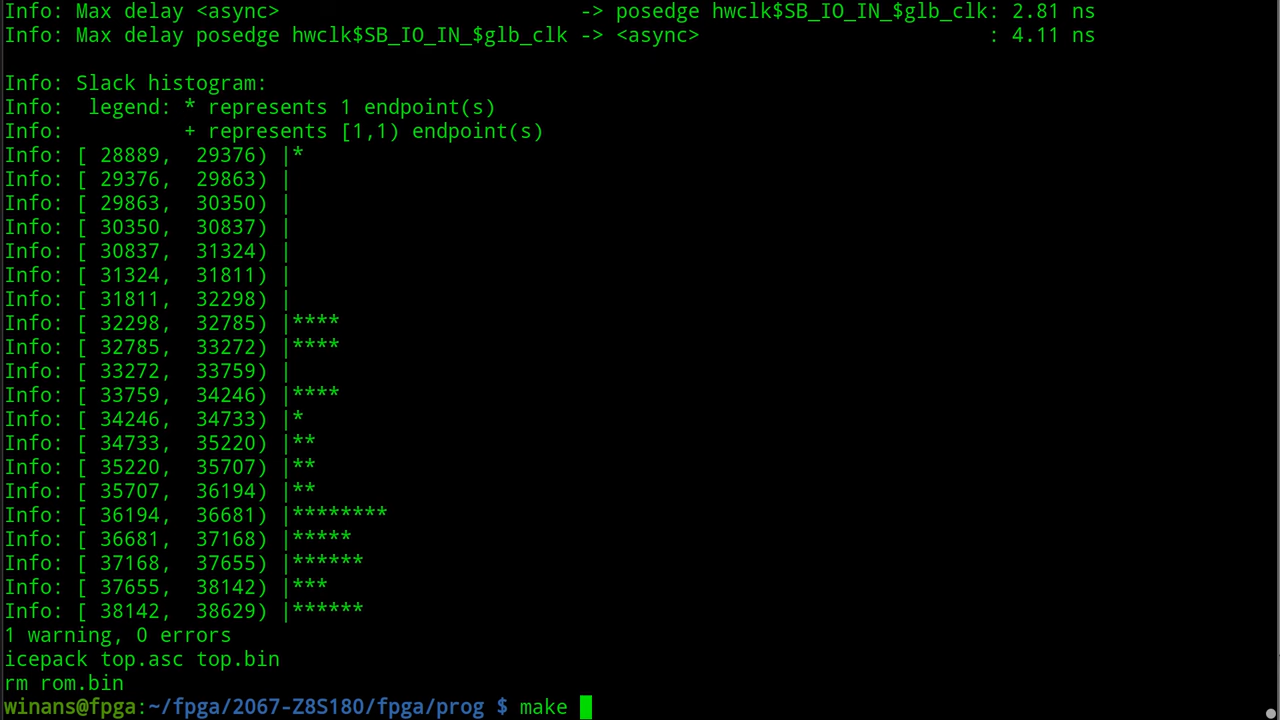 Info: Max delay <async>                         -> posedge hwclk$SB_IO_IN_$glb_clk: 2.81 ns
Info: Max delay posedge hwclk$SB_IO_IN_$glb_clk -> <async>                        : 4.11 ns

Info: Slack histogram:
Info:  legend: * represents 1 endpoint(s)
Info:          + represents [1,1) endpoint(s)
Info: [ 28889,  29376) |*
Info: [ 29376,  29863) |
Info: [ 29863,  30350) |
Info: [ 30350,  30837) |
Info: [ 30837,  31324) |
Info: [ 31324,  31811) |
Info: [ 31811,  32298) |
Info: [ 32298,  32785) |****
Info: [ 32785,  33272) |****
Info: [ 33272,  33759) |
Info: [ 33759,  34246) |****
Info: [ 34246,  34733) |*
Info: [ 34733,  35220) |**
Info: [ 35220,  35707) |**
Info: [ 35707,  36194) |**
Info: [ 36194,  36681) |********
Info: [ 36681,  37168) |*****
Info: [ 37168,  37655) |******
Info: [ 37655,  38142) |***
Info: [ 38142,  38629) |******
1 warning, 0 errors
icepack top.asc top.bin
rm rom.bin
winans@fpga:~/fpga/2067-Z8S180/fpga/prog $ make